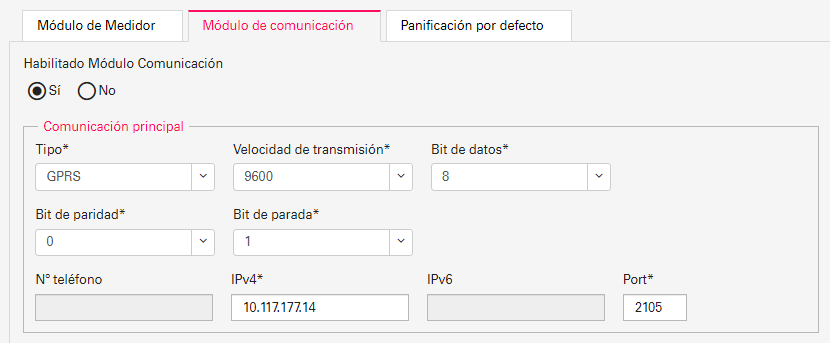 Módulo de Medidor
Módulo de comunicación
Panificación por defecto
Habilitado Módulo Comunicación
Sí No
Comunicación principal
Tipo* Velocidad de transmisión* Bit de datos*
GPRS 9600 8
Bit de paridad* Bit de parada*
0 1
Nº teléfono IPv4* IPv6 Port*
10.117.177.14 2105